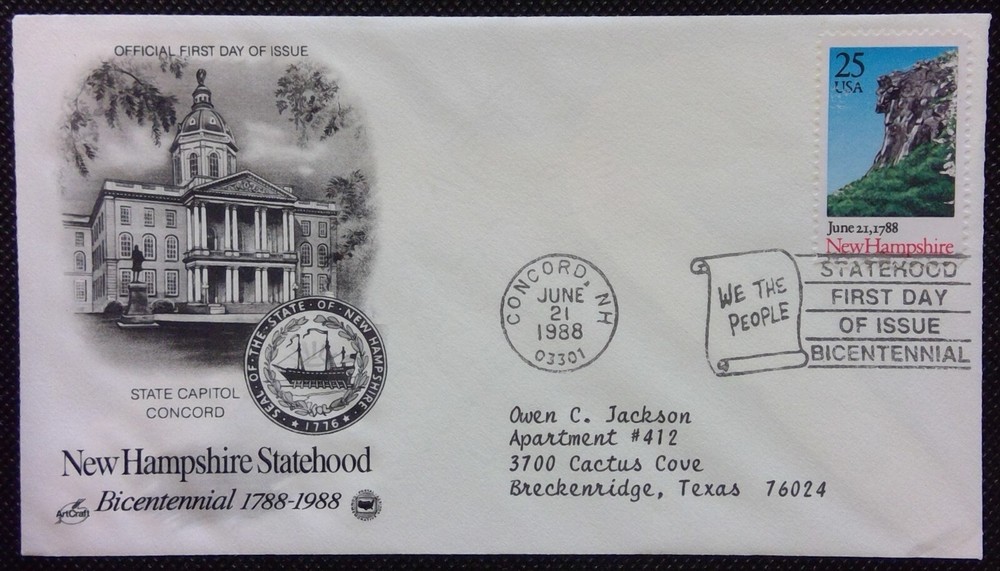 OFFICIAL FIRST DAY OF ISSUE
25
USA
June 21, 1788
New Hampshire
CONCORD, NH
JUNE
21
1988
03301
WE THE
PEOPLE
STATEHOOD
FIRST DAY
OF ISSUE
BICENTENNIAL
SEAL · OF · THE · STATE · OF · NEW HAMPSHIRE
1776
STATE CAPITOL
CONCORD
New Hampshire Statehood
Bicentennial 1788-1988
ArtCraft
Owen C. Jackson
Apartment #412
3700 Cactus Cove
Breckenridge, Texas 76024